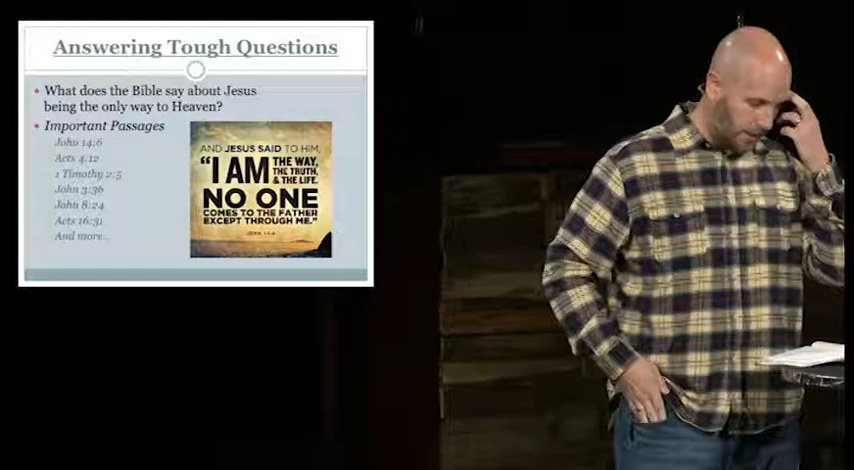 Answering Tough Questions
What does the Bible say about Jesus
being the only way to Heaven?
Important Passages
John 14:6
Acts 4:12
1 Timothy 2:5
John 3:36
John 8:24
Acts 16:31
And more...
AND JESUS SAID TO HIM,
“I AM THE WAY,
THE TRUTH,
& THE LIFE.
NO ONE
COMES TO THE FATHER
EXCEPT THROUGH ME.”
JOHN 14:6